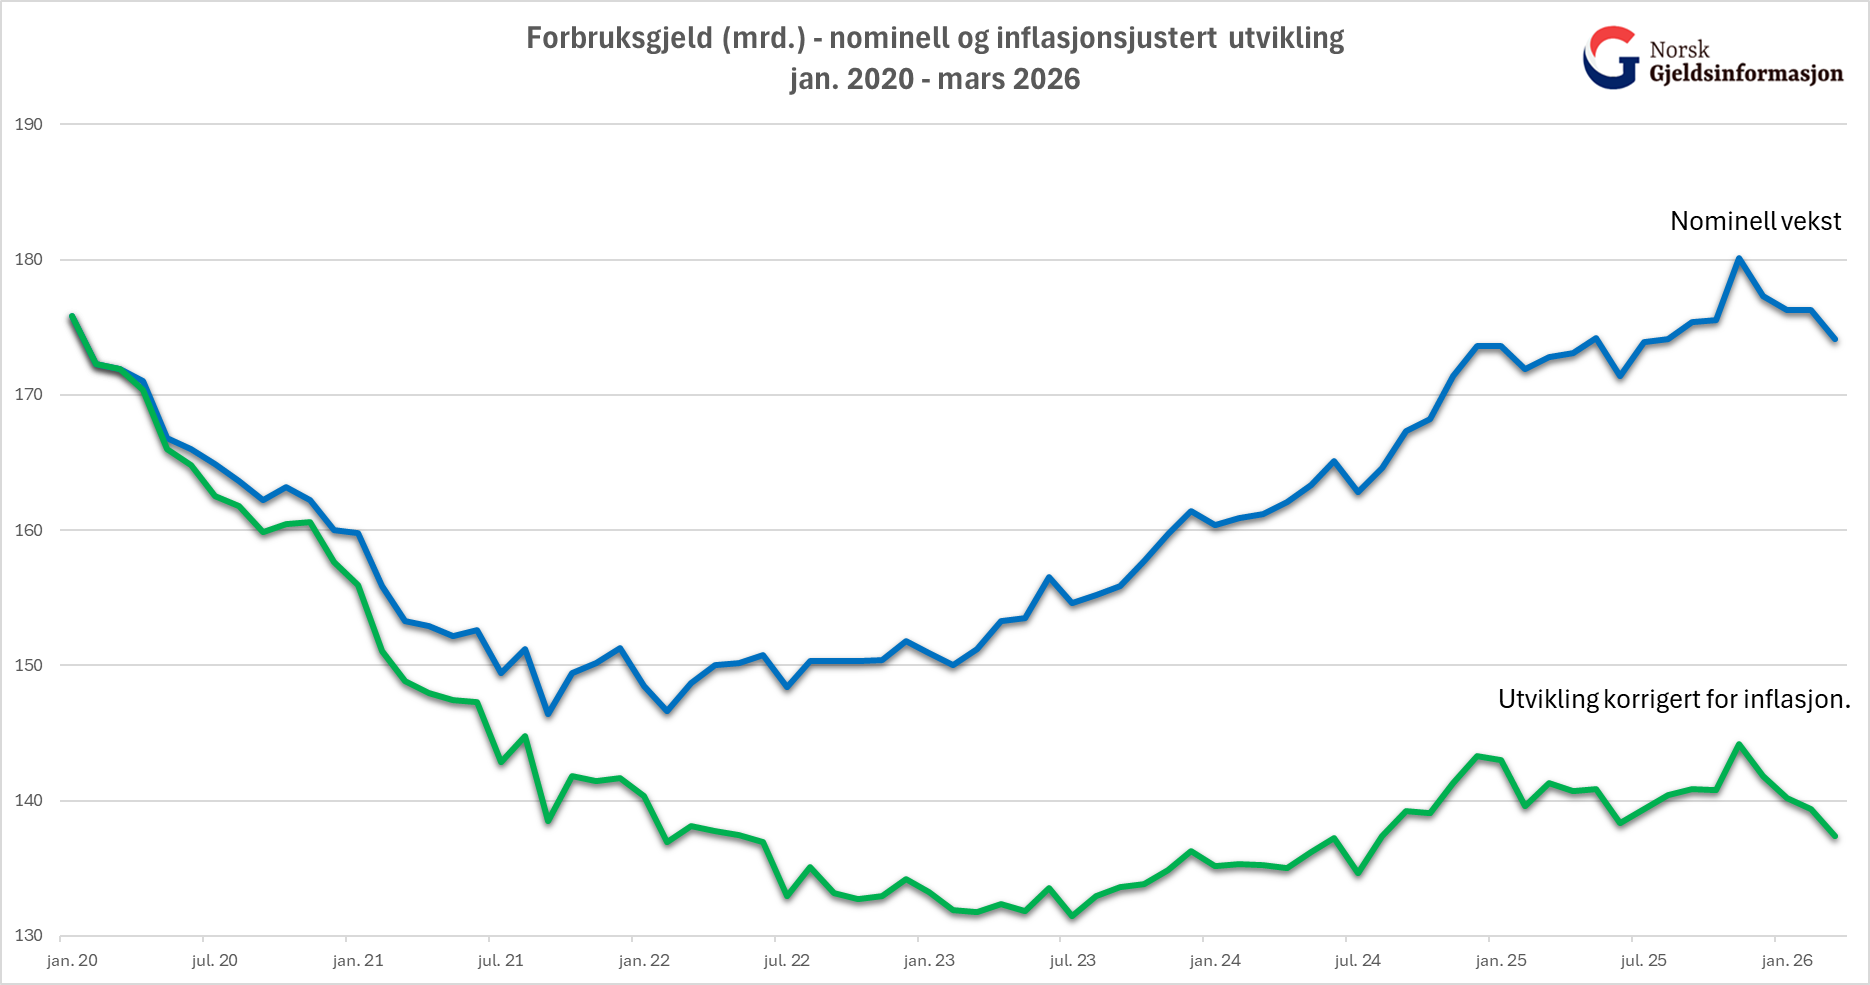 Forbruksgjeld (mrd.) - nominell og inflasjonsjustert utvikling
jan. 2020 - mars 2026
Norsk
Gjeldsinformasjon
190
Nominell vekst
180
170
160
150
Utvikling korrigert for inflasjon.
140
130
jan. 20 jul. 20 jan. 21 jul. 21 jan. 22 jul. 22 jan. 23 jul. 23 jan. 24 jul. 24 jan. 25 jul. 25 jan. 26